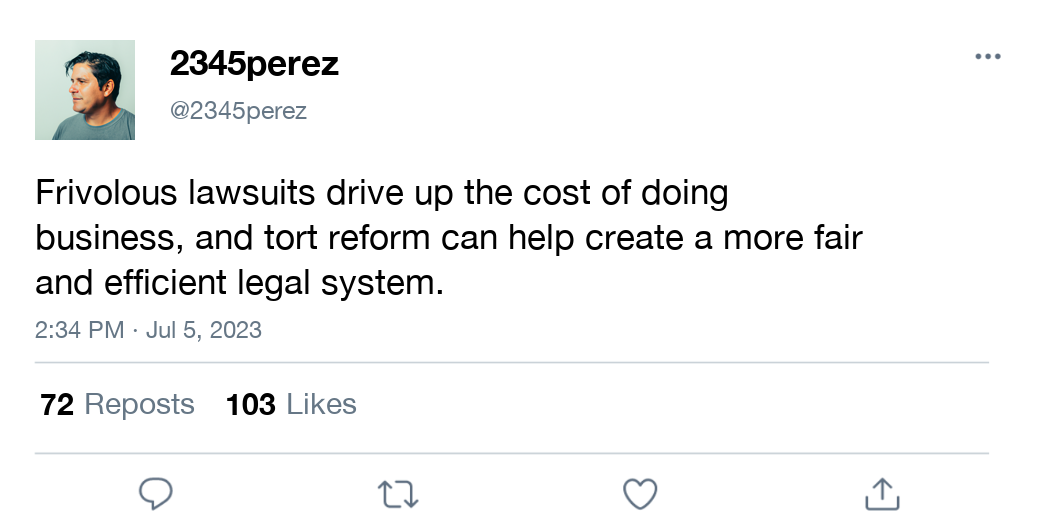 2345perez
@2345perez
Frivolous lawsuits drive up the cost of doing
business, and tort reform can help create a more fair
and efficient legal system.
2:34 PM · Jul 5, 2023
72 Reposts 103 Likes